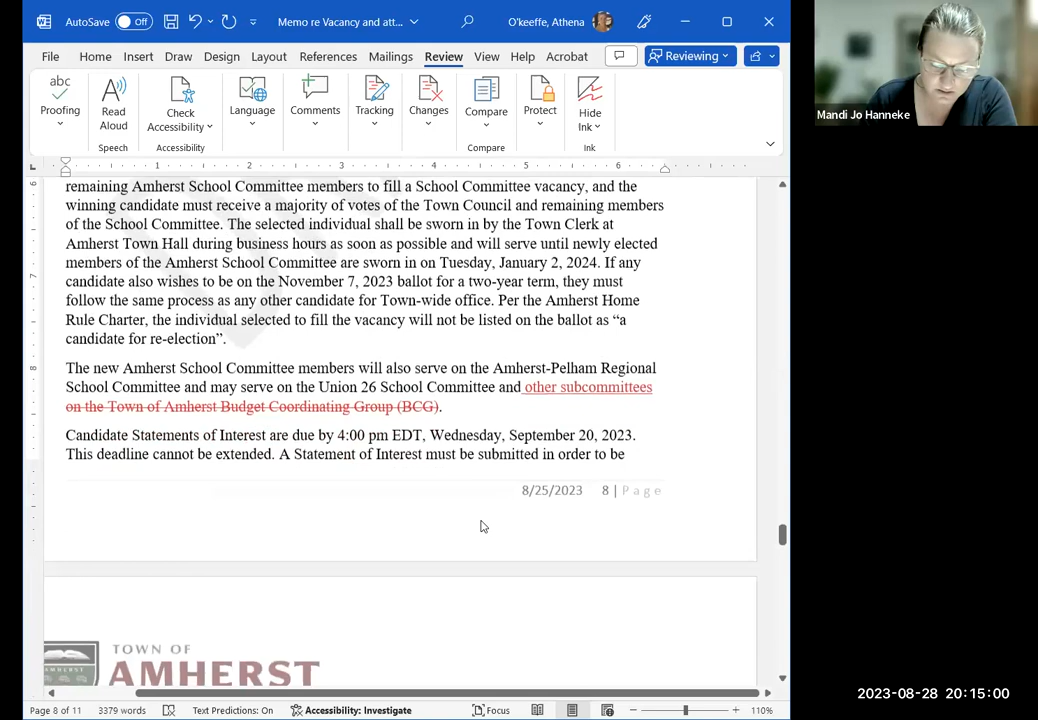 AutoSave Off Memo re Vacancy and att... O'keeffe, Athena
File Home Insert Draw Design Layout References Mailings Review View Help Acrobat Reviewing
abc
Proofing Read Aloud Check Accessibility Language Comments Tracking Changes Compare Protect Hide Ink
Speech Accessibility Compare Ink
Mandi Jo Hanneke
1 2 3 4 5 6
remaining Amherst School Committee members to fill a School Committee vacancy, and the
winning candidate must receive a majority of votes of the Town Council and remaining members
of the School Committee. The selected individual shall be sworn in by the Town Clerk at
Amherst Town Hall during business hours as soon as possible and will serve until newly elected
members of the Amherst School Committee are sworn in on Tuesday, January 2, 2024. If any
candidate also wishes to be on the November 7, 2023 ballot for a two-year term, they must
follow the same process as any other candidate for Town-wide office. Per the Amherst Home
Rule Charter, the individual selected to fill the vacancy will not be listed on the ballot as “a
candidate for re-election”.
The new Amherst School Committee members will also serve on the Amherst-Pelham Regional
School Committee and may serve on the Union 26 School Committee and other subcommittees
on the Town of Amherst Budget Coordinating Group (BCG).
Candidate Statements of Interest are due by 4:00 pm EDT, Wednesday, September 20, 2023.
This deadline cannot be extended. A Statement of Interest must be submitted in order to be
8/25/2023 8 | Page
TOWN OF
AMHERST
Page 8 of 11 3379 words Text Predictions: On Accessibility: Investigate Focus 110%
2023-08-28 20:15:00